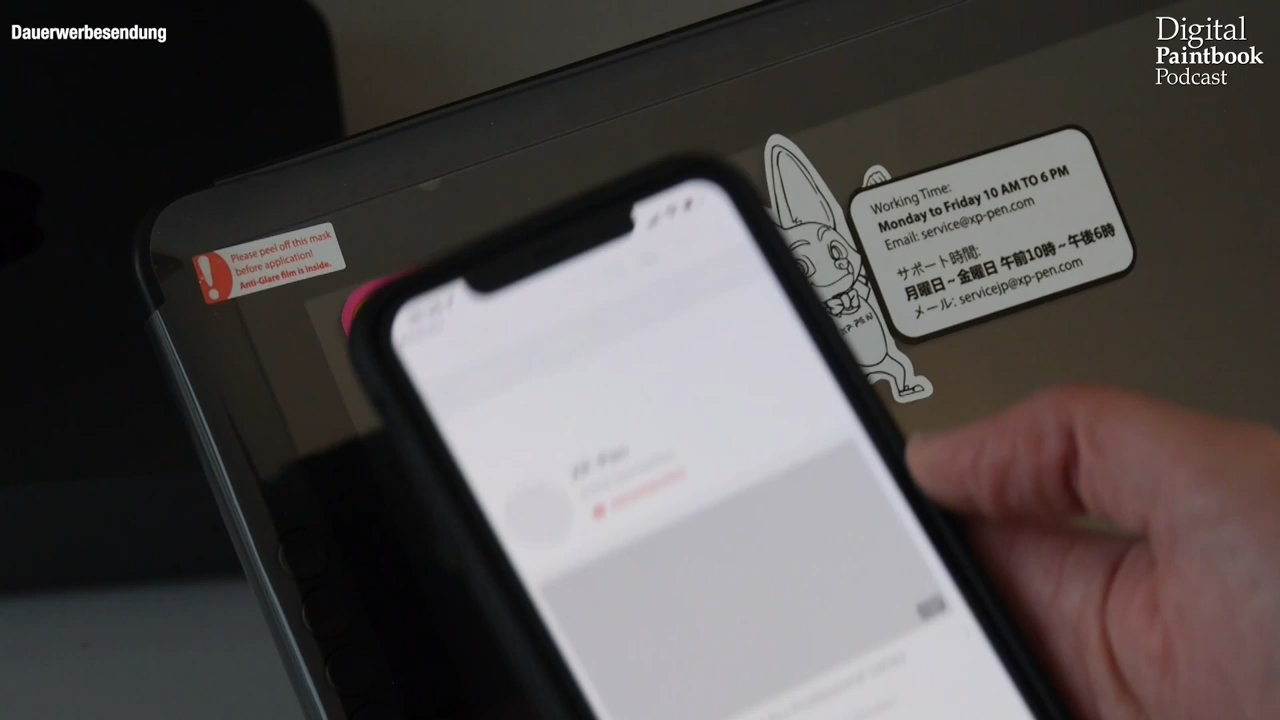 Dauerwerbesendung
Digital
Paintbook
Podcast
Please peel off this mask
before application!
Anti-Glare film is inside.
Working Time:
Monday to Friday 10 AM TO 6 PM
Email: service@xp-pen.com
サポート時間:
月曜日~金曜日 午前10時~午後6時
メール: servicejp@xp-pen.com
XP-PEN